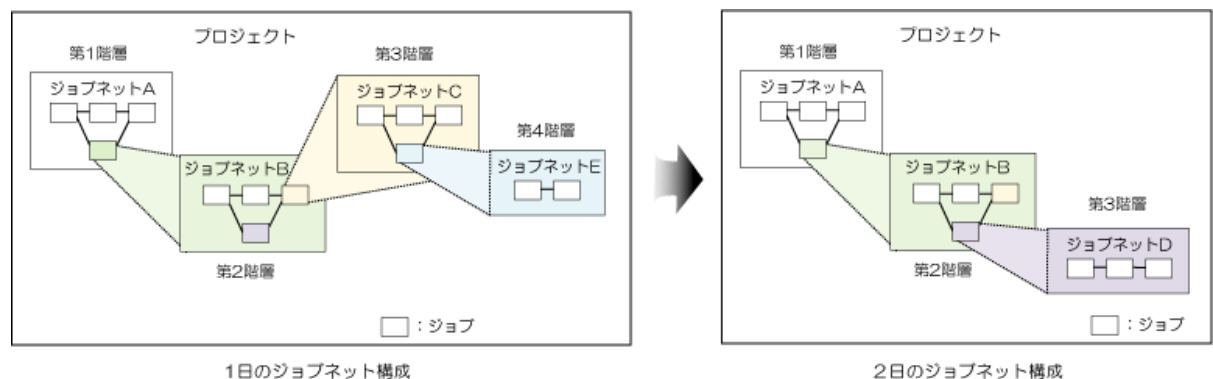 プロジェクト
第1階層
第3階層
ジョブネットA
ジョブネットC
第4階層
ジョブネットB
ジョブネットE
第2階層
：ジョブ
1日のジョブネット構成
プロジェクト
第1階層
ジョブネットA
ジョブネットB
第3階層
ジョブネットD
第2階層
：ジョブ
2日のジョブネット構成